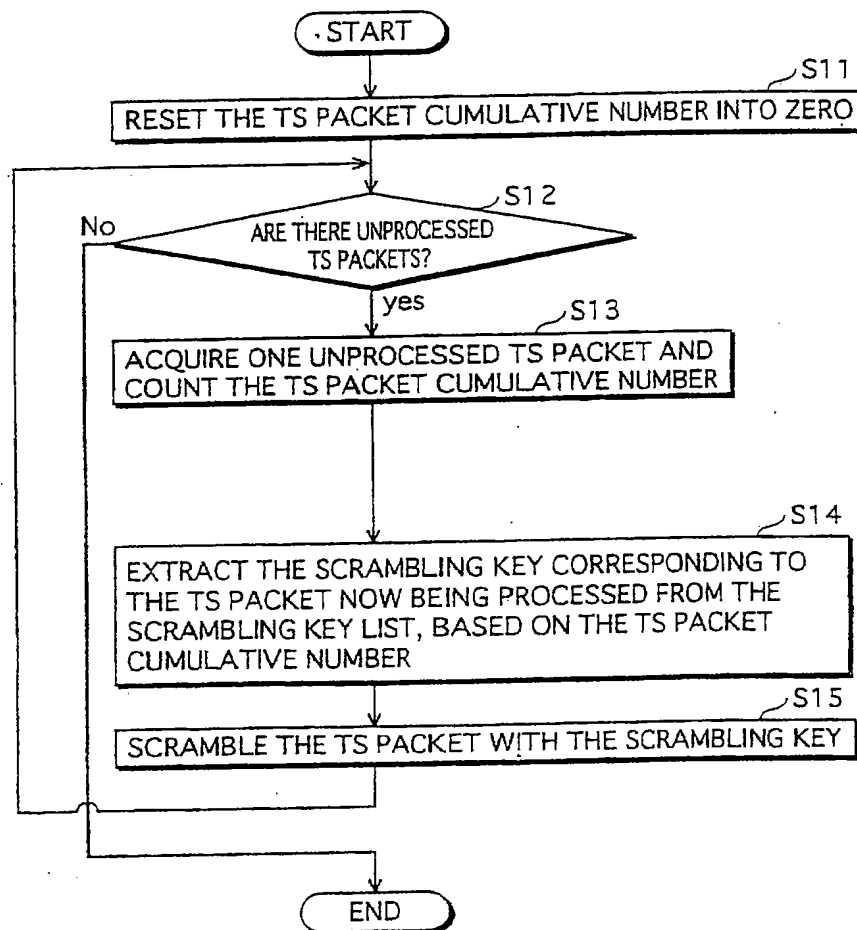 START
S11
RESET THE TS PACKET CUMULATIVE NUMBER INTO ZERO
S12
No
ARE THERE UNPROCESSED
TS PACKETS?
yes
S13
ACQUIRE ONE UNPROCESSED TS PACKET AND
COUNT THE TS PACKET CUMULATIVE NUMBER
S14
EXTRACT THE SCRAMBLING KEY CORRESPONDING TO
THE TS PACKET NOW BEING PROCESSED FROM THE
SCRAMBLING KEY LIST, BASED ON THE TS PACKET
CUMULATIVE NUMBER
S15
SCRAMBLE THE TS PACKET WITH THE SCRAMBLING KEY
END